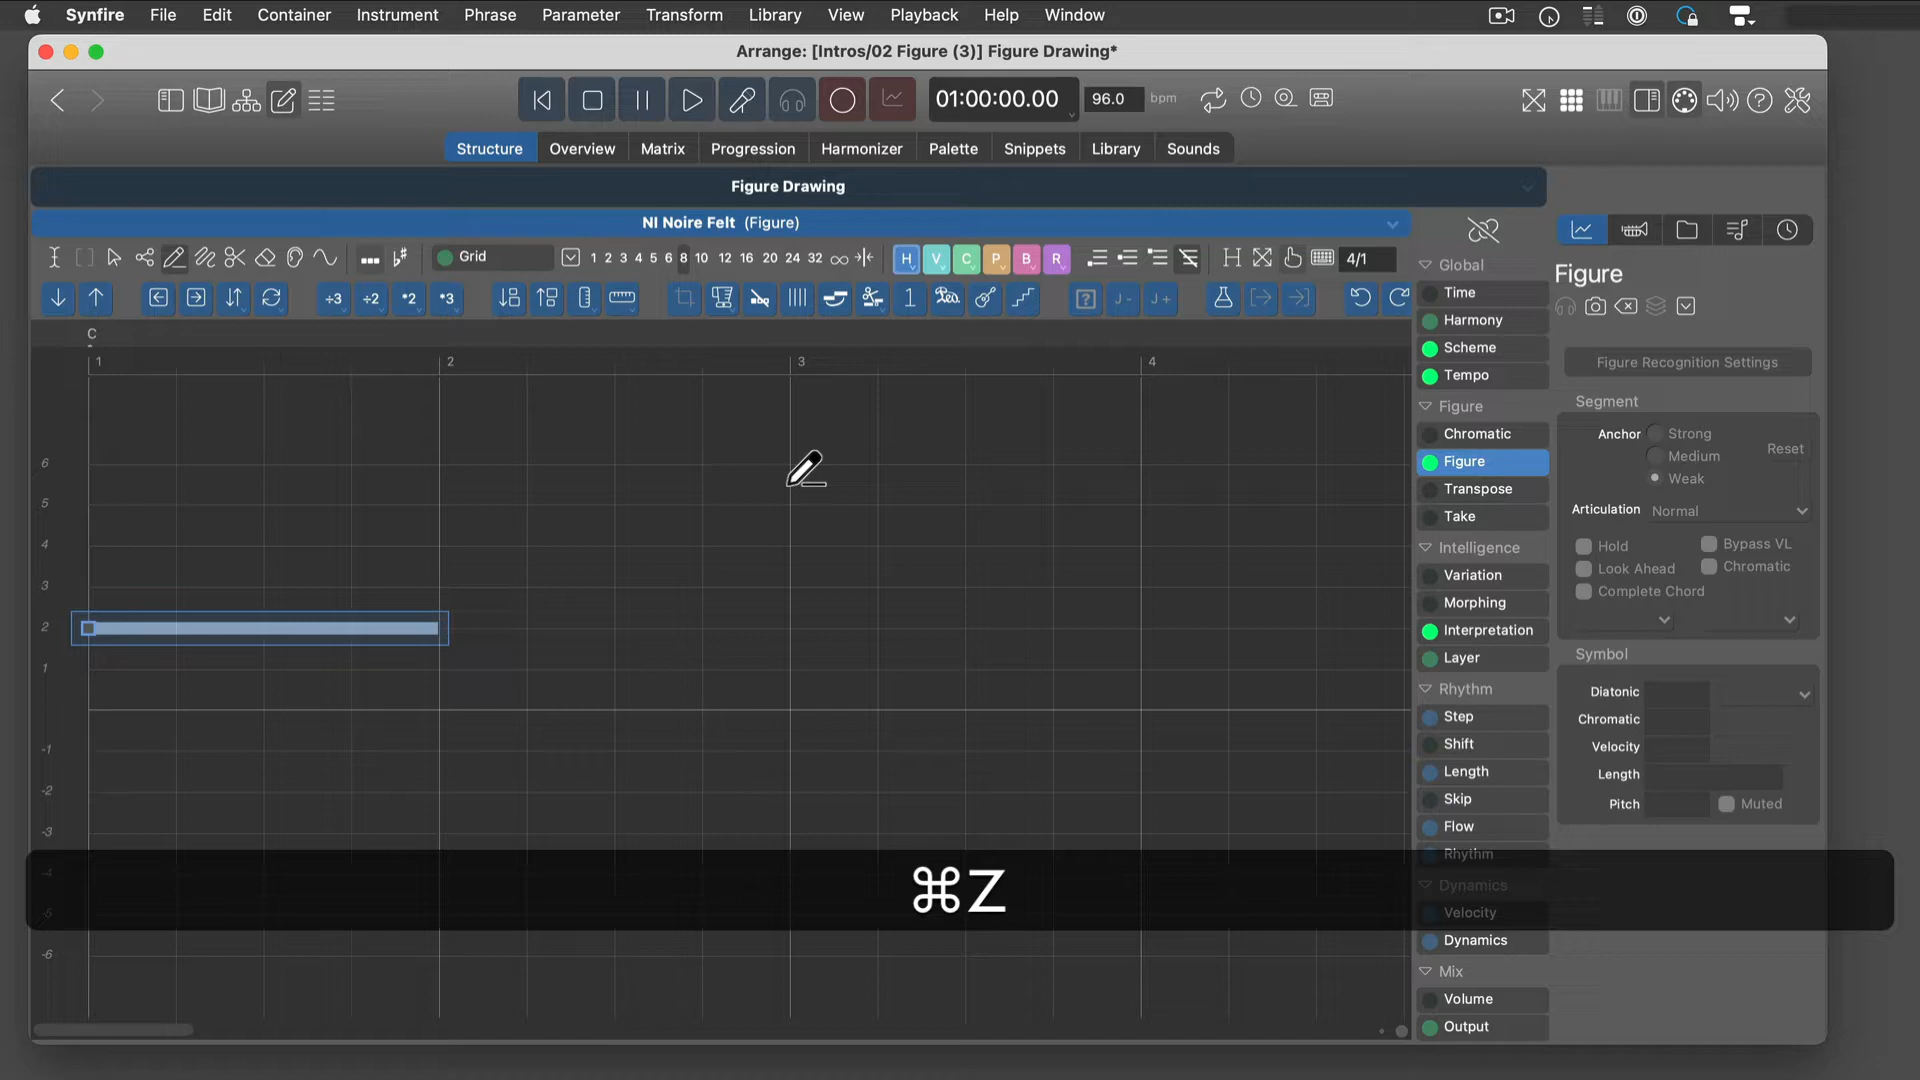 Synfire File Edit Container Instrument Phrase Parameter Transform Library View Playback Help Window
Arrange: [Intros/02 Figure (3)] Figure Drawing*
01:00:00.00 96.0 bpm
Structure Overview Matrix Progression Harmonizer Palette Snippets Library Sounds
Figure Drawing
NI Noire Felt (Figure)
Grid 1 2 3 4 5 6 8 10 12 16 20 24 32 ∞ H V C P B R 4/1
÷3 ÷2 *2 *3 1 ? J - J +
C
1 2 3 4
6
5
4
3
2
1
-1
-2
-3
-4
-5
-6
⌘Z
Global
Time
Harmony
Scheme
Tempo
Figure
Chromatic
Figure
Transpose
Take
Intelligence
Variation
Morphing
Interpretation
Layer
Rhythm
Step
Shift
Length
Skip
Flow
Rhythm
Dynamics
Velocity
Dynamics
Mix
Volume
Output
Figure
Figure Recognition Settings
Segment
Anchor Strong
Medium
Weak
Reset
Articulation Normal
Hold Bypass VL
Look Ahead Chromatic
Complete Chord
Symbol
Diatonic
Chromatic
Velocity
Length
Pitch Muted